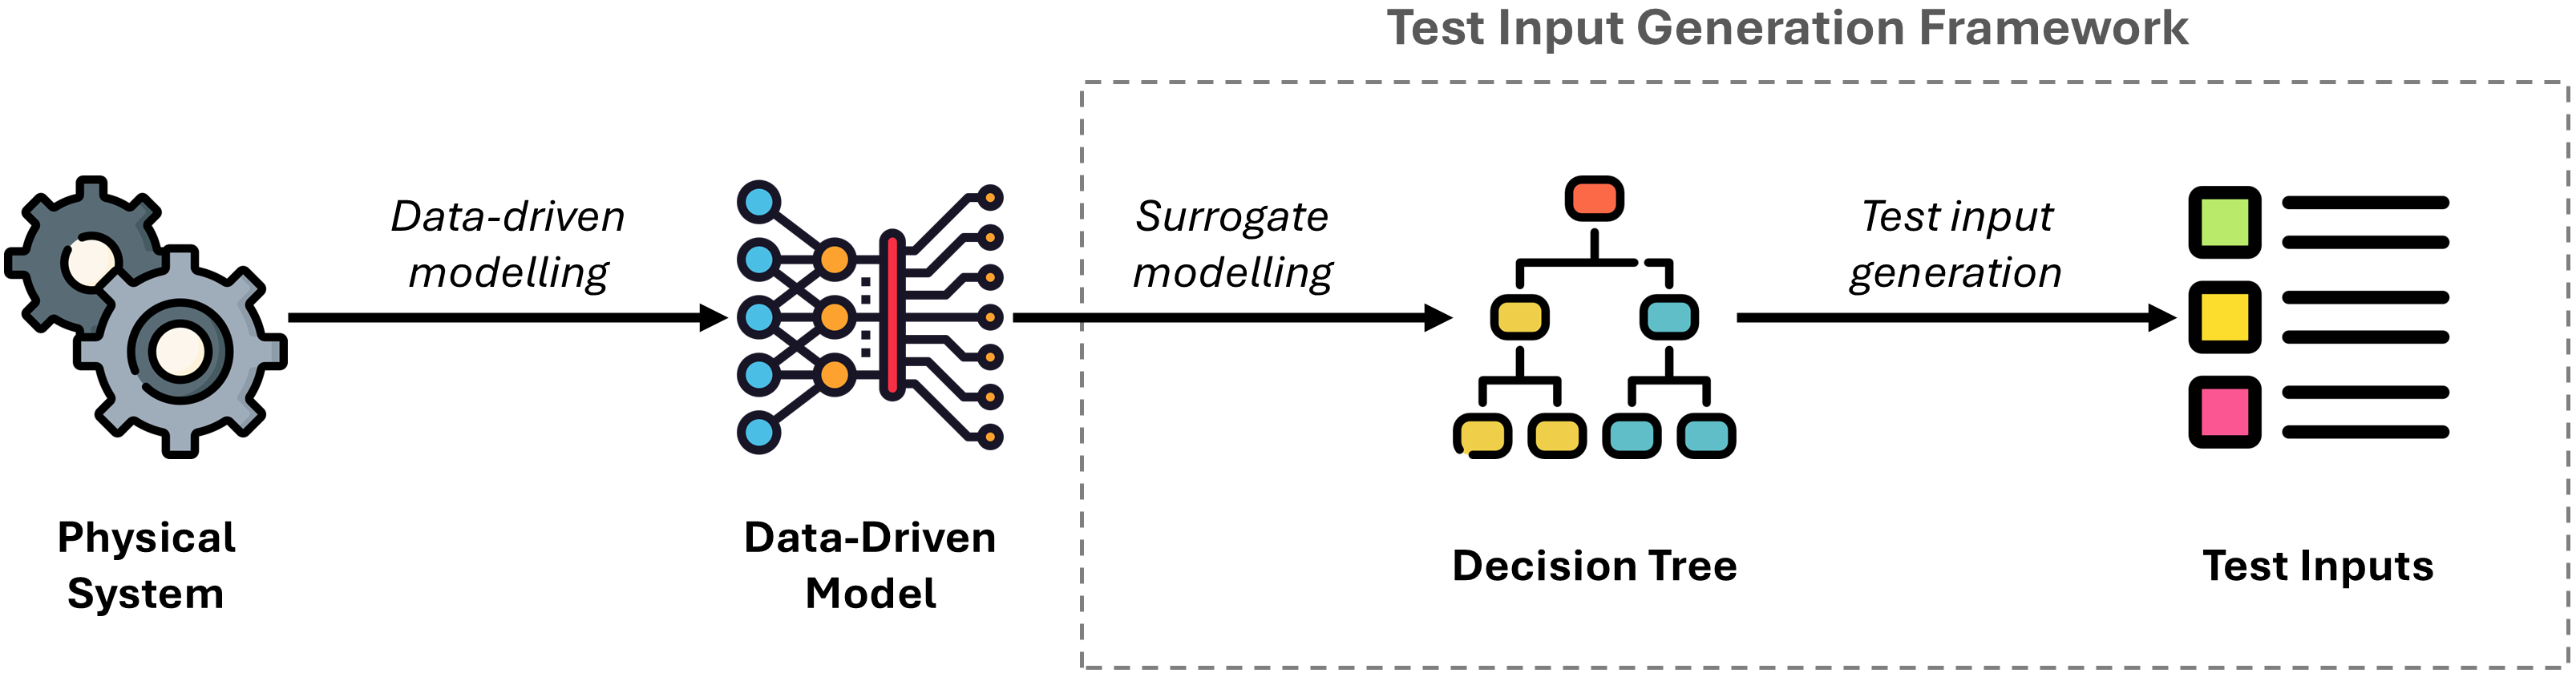 Test Input Generation Framework
Data-driven
modelling
Surrogate
modelling
Test input
generation
Physical
System
Data-Driven
Model
Decision Tree
Test Inputs